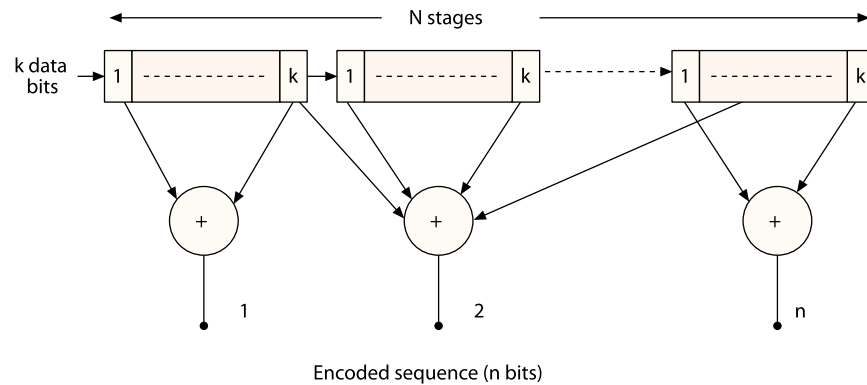 N stages
k data
bits
1 k 1 k 1 k
+ + +
1 2 n
Encoded sequence (n bits)